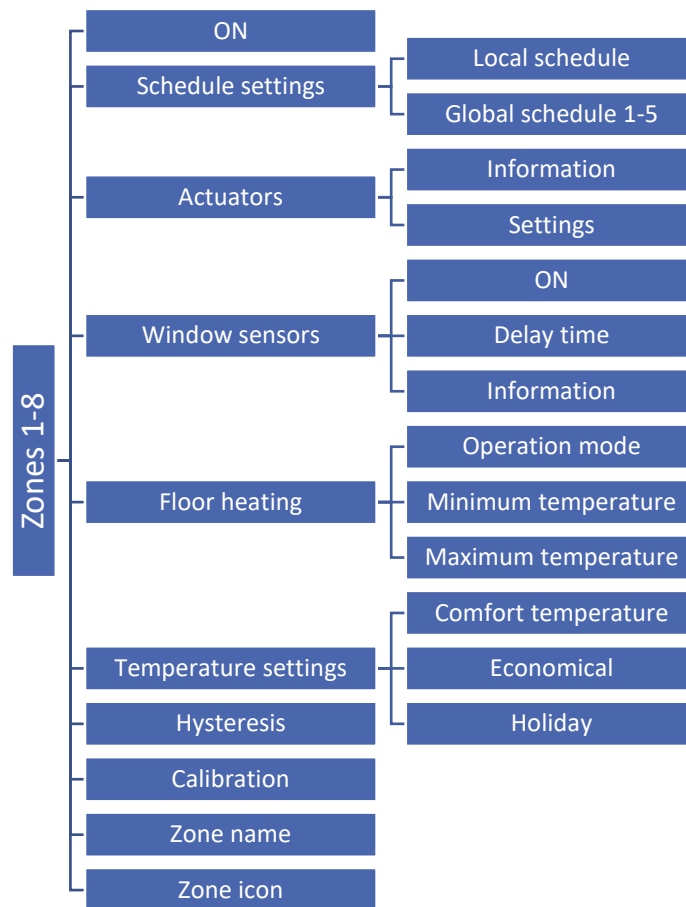 Zones 1-8
ON
Schedule settings
Local schedule
Global schedule 1-5
Actuators
Information
Settings
Window sensors
ON
Delay time
Information
Floor heating
Operation mode
Minimum temperature
Maximum temperature
Temperature settings
Comfort temperature
Economical
Holiday
Hysteresis
Calibration
Zone name
Zone icon